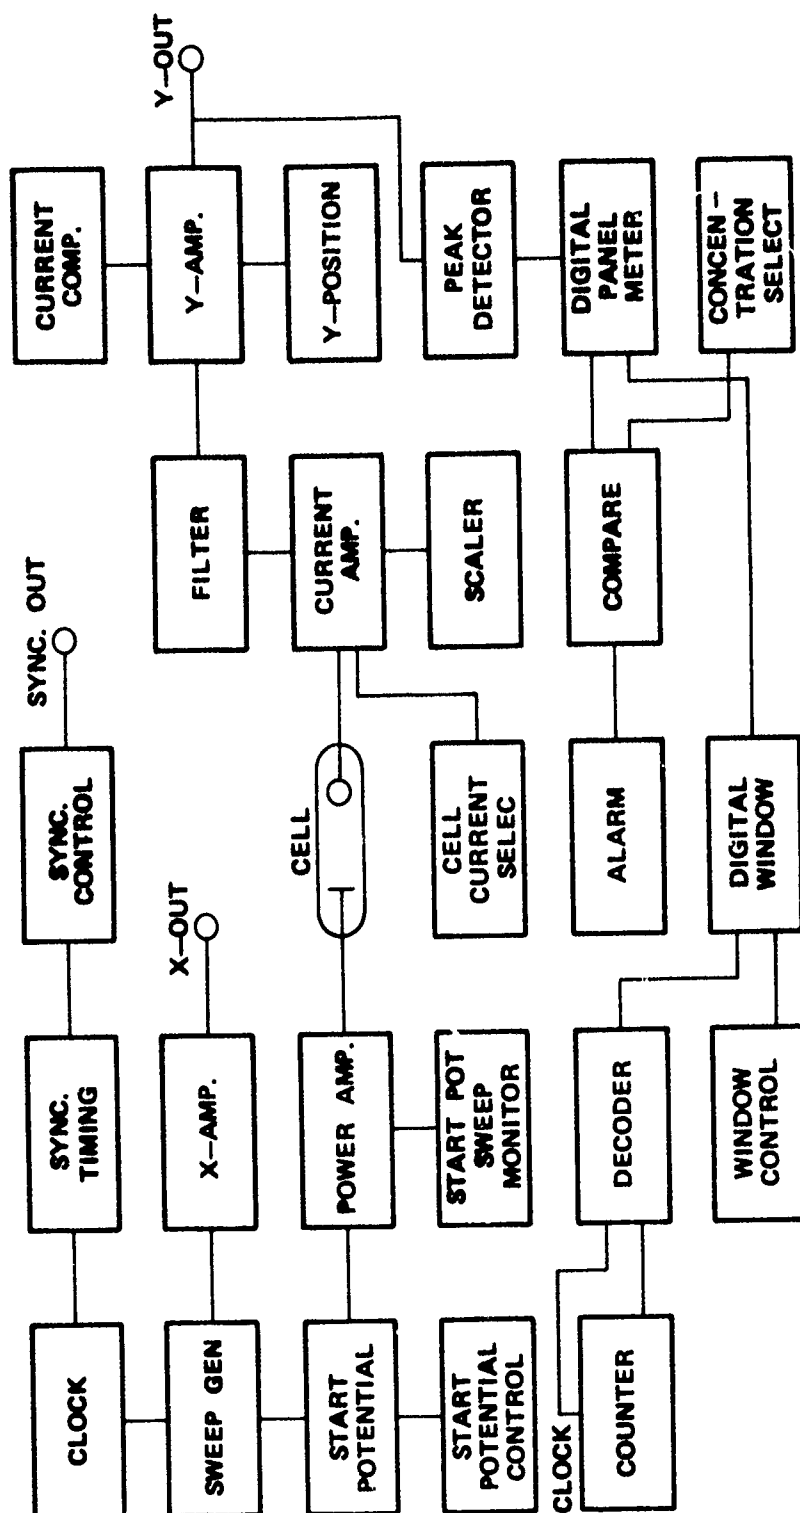 CLOCK
SYNC.
TIMING
SYNC.
CONTROL
SYNC. OUT
CURRENT
COMP.
SWEEP GEN
X–AMP.
X–OUT
FILTER
Y–AMP.
Y–OUT
START
POTENTIAL
POWER AMP.
CELL
CURRENT
AMP.
Y–POSITION
START
POTENTIAL
CONTROL
START POT
SWEEP
MONITOR
CELL
CURRENT
SELEC
SCALER
PEAK
DETECTOR
CLOCK
COUNTER
DECODER
ALARM
COMPARE
DIGITAL
PANEL
METER
WINDOW
CONTROL
DIGITAL
WINDOW
CONCEN –
TRATION
SELECT